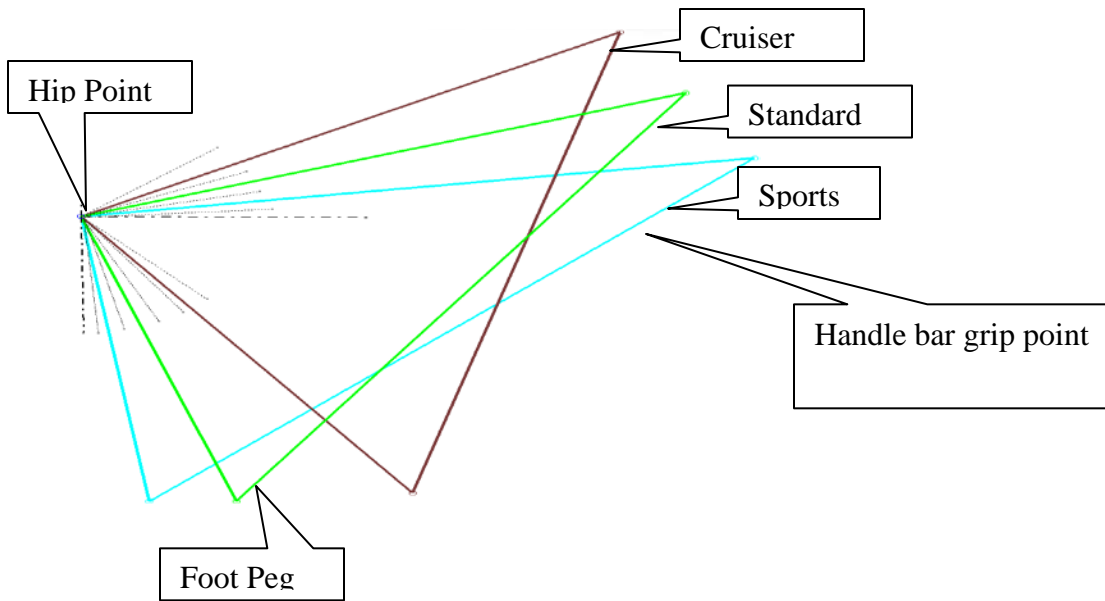 Cruiser
Hip Point
Standard
Sports
Handle bar grip point
Foot Peg